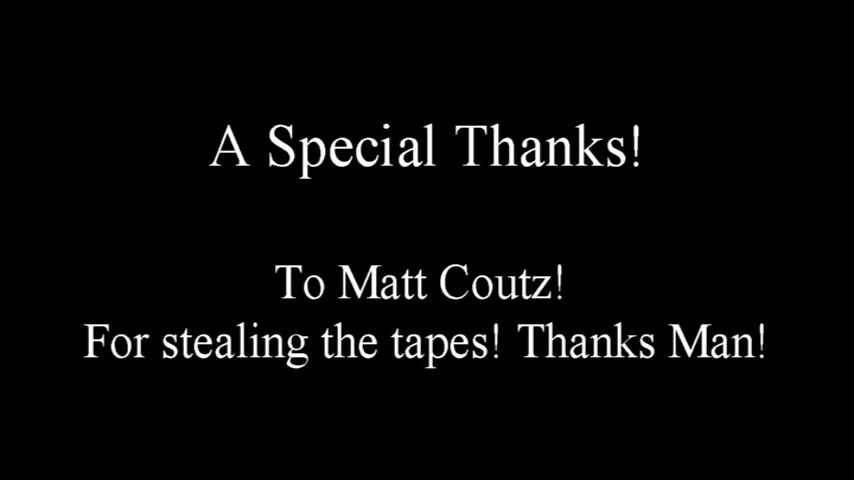 A Special Thanks!
To Matt Coutz!
For stealing the tapes! Thanks Man!